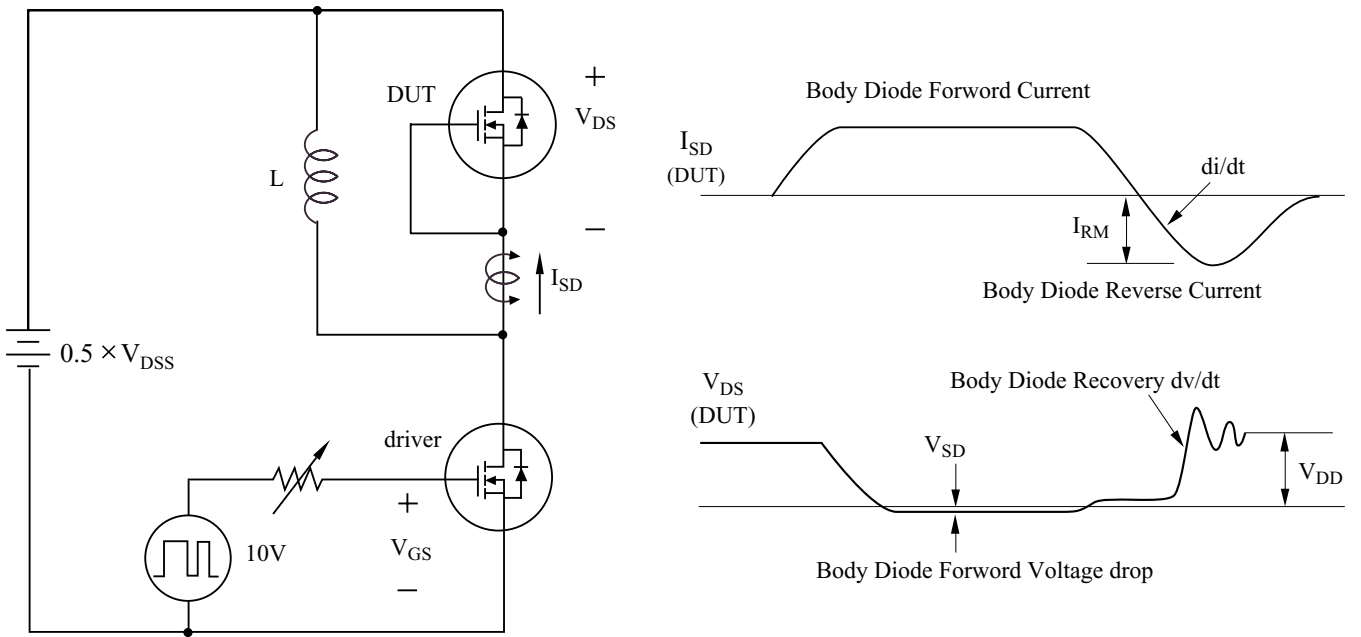 DUT
+
V_DS
L
−
I_SD
0.5 × V_DSS
driver
+
10V
V_GS
−
Body Diode Forword Current
I_SD
(DUT)
di/dt
I_RM
Body Diode Reverse Current
V_DS
(DUT)
Body Diode Recovery dv/dt
V_SD
V_DD
Body Diode Forword Voltage drop